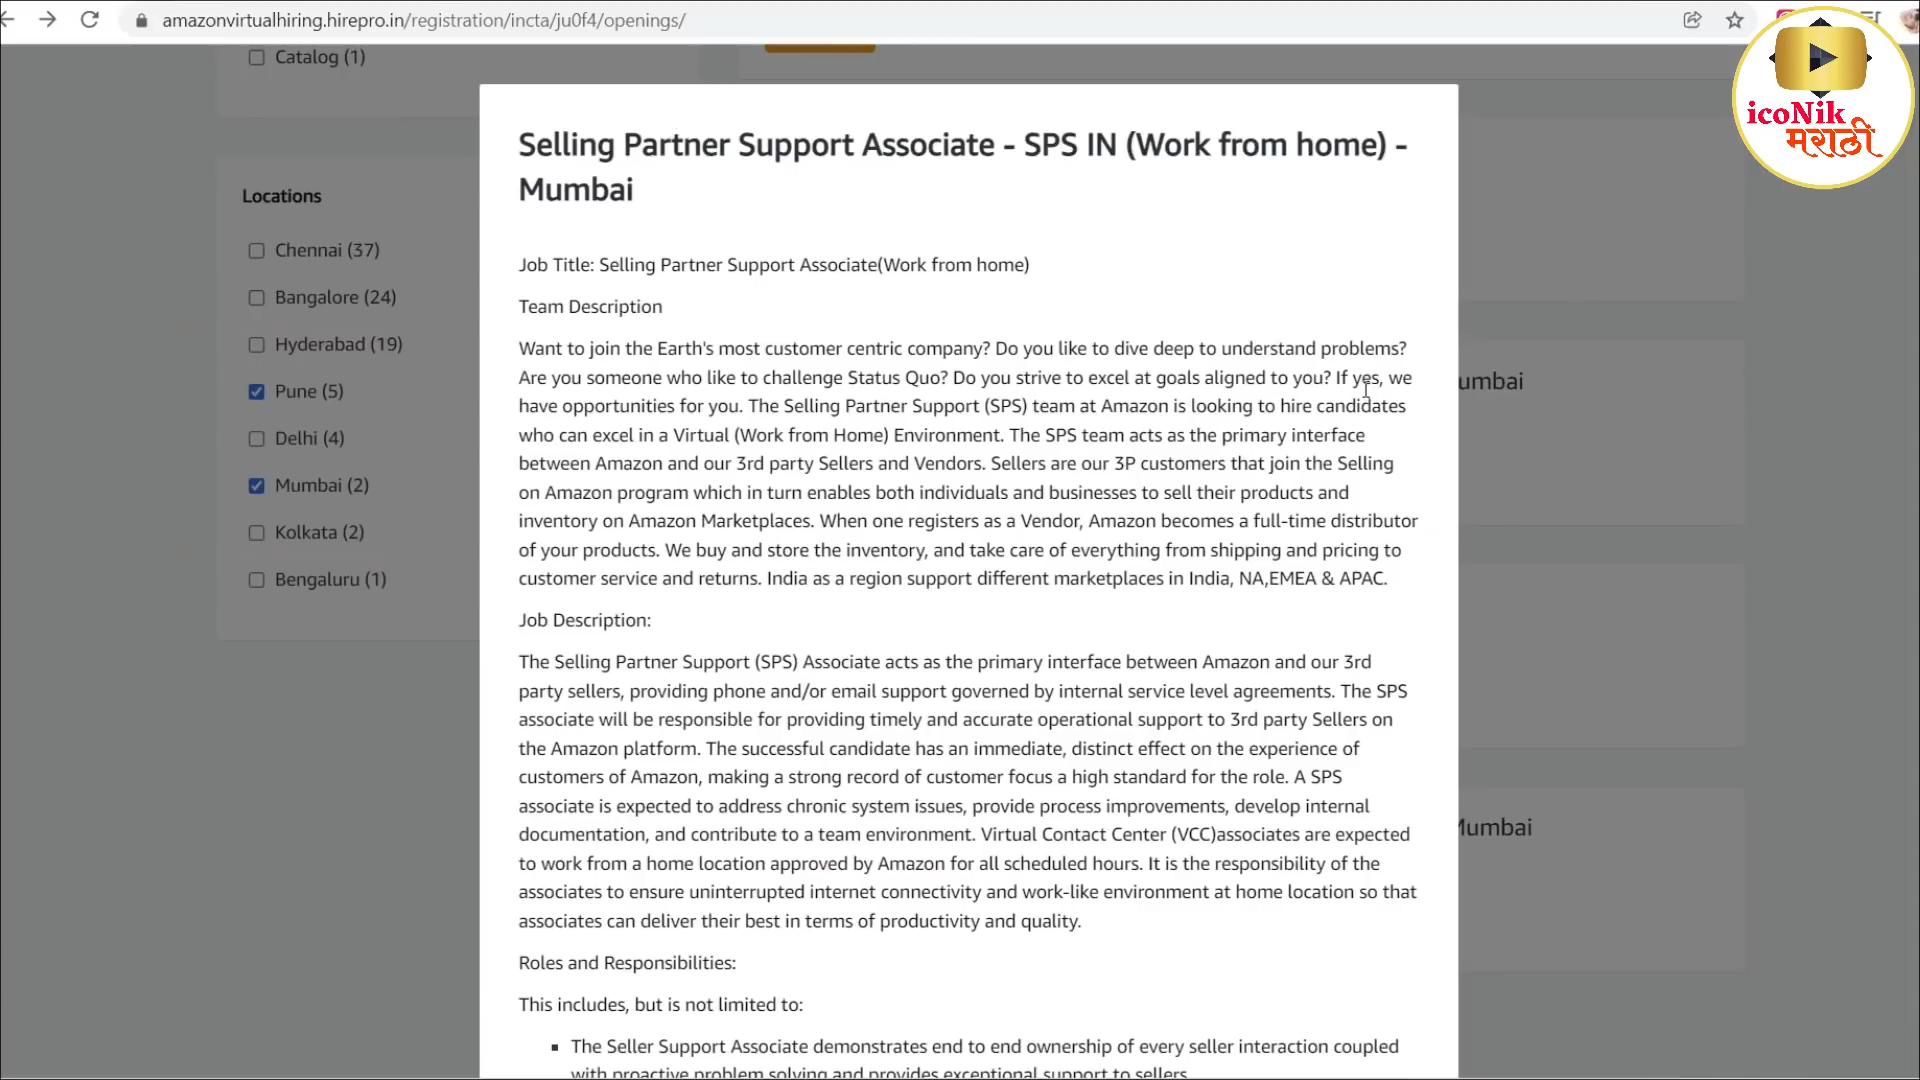 amazonvirtualhiring.hirepro.in/registration/incta/ju0f4/openings/
icoNik
मराठी
Catalog (1)
Locations
Chennai (37)
Bangalore (24)
Hyderabad (19)
Pune (5)
Delhi (4)
Mumbai (2)
Kolkata (2)
Bengaluru (1)
Selling Partner Support Associate - SPS IN (Work from home) -
Mumbai
Job Title: Selling Partner Support Associate(Work from home)
Team Description
Want to join the Earth's most customer centric company? Do you like to dive deep to understand problems?
Are you someone who like to challenge Status Quo? Do you strive to excel at goals aligned to you? If yes, we
have opportunities for you. The Selling Partner Support (SPS) team at Amazon is looking to hire candidates
who can excel in a Virtual (Work from Home) Environment. The SPS team acts as the primary interface
between Amazon and our 3rd party Sellers and Vendors. Sellers are our 3P customers that join the Selling
on Amazon program which in turn enables both individuals and businesses to sell their products and
inventory on Amazon Marketplaces. When one registers as a Vendor, Amazon becomes a full-time distributor
of your products. We buy and store the inventory, and take care of everything from shipping and pricing to
customer service and returns. India as a region support different marketplaces in India, NA,EMEA & APAC.
Job Description:
The Selling Partner Support (SPS) Associate acts as the primary interface between Amazon and our 3rd
party sellers, providing phone and/or email support governed by internal service level agreements. The SPS
associate will be responsible for providing timely and accurate operational support to 3rd party Sellers on
the Amazon platform. The successful candidate has an immediate, distinct effect on the experience of
customers of Amazon, making a strong record of customer focus a high standard for the role. A SPS
associate is expected to address chronic system issues, provide process improvements, develop internal
documentation, and contribute to a team environment. Virtual Contact Center (VCC)associates are expected
to work from a home location approved by Amazon for all scheduled hours. It is the responsibility of the
associates to ensure uninterrupted internet connectivity and work-like environment at home location so that
associates can deliver their best in terms of productivity and quality.
Roles and Responsibilities:
This includes, but is not limited to:
The Seller Support Associate demonstrates end to end ownership of every seller interaction coupled
with proactive problem solving and provides exceptional support to sellers
umbai
Mumbai